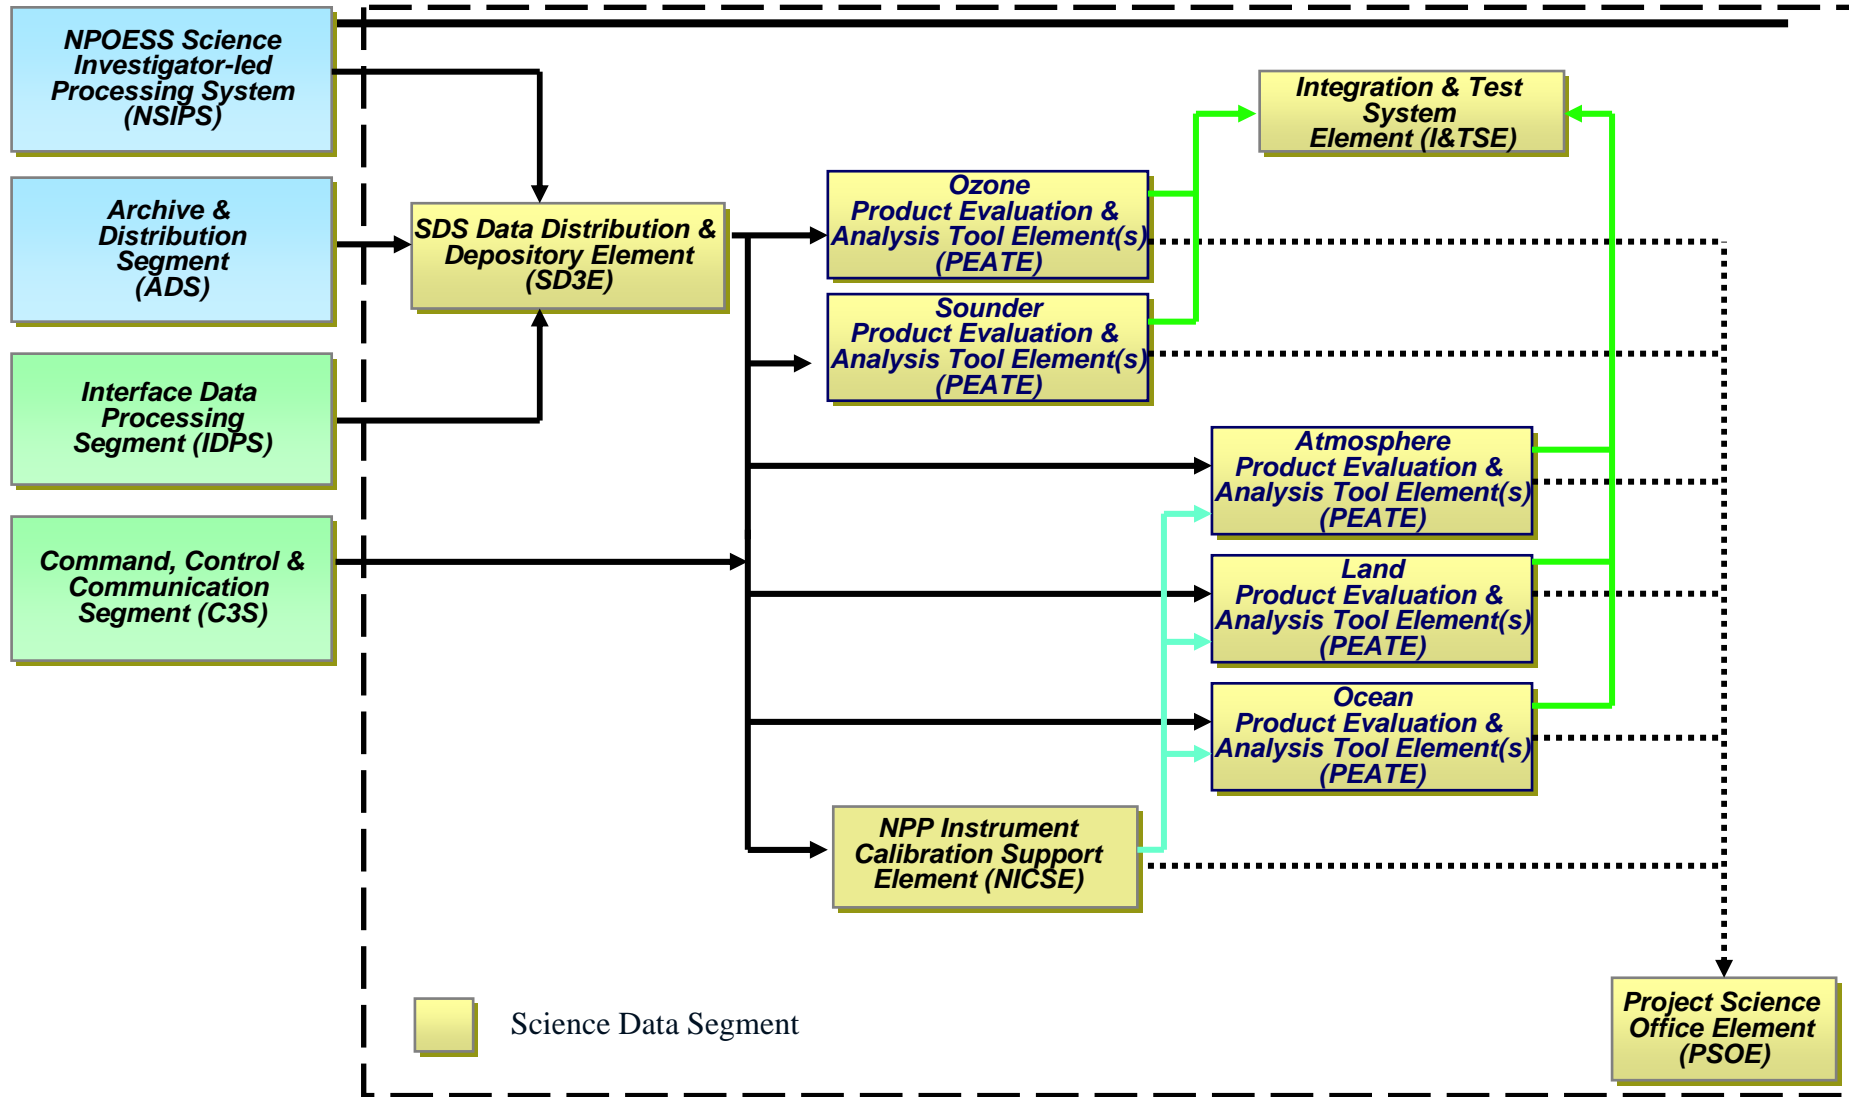 NPOESS Science
Investigator-led
Processing System
(NSIPS)
Archive &
Distribution
Segment
(ADS)
Interface Data
Processing
Segment (IDPS)
Command, Control &
Communication
Segment (C3S)
SDS Data Distribution &
Depository Element
(SD3E)
Integration & Test
System
Element (I&TSE)
Ozone
Product Evaluation &
Analysis Tool Element(s)
(PEATE)
Sounder
Product Evaluation &
Analysis Tool Element(s)
(PEATE)
Atmosphere
Product Evaluation &
Analysis Tool Element(s)
(PEATE)
Land
Product Evaluation &
Analysis Tool Element(s)
(PEATE)
Ocean
Product Evaluation &
Analysis Tool Element(s)
(PEATE)
NPP Instrument
Calibration Support
Element (NICSE)
Project Science
Office Element
(PSOE)
Science Data Segment